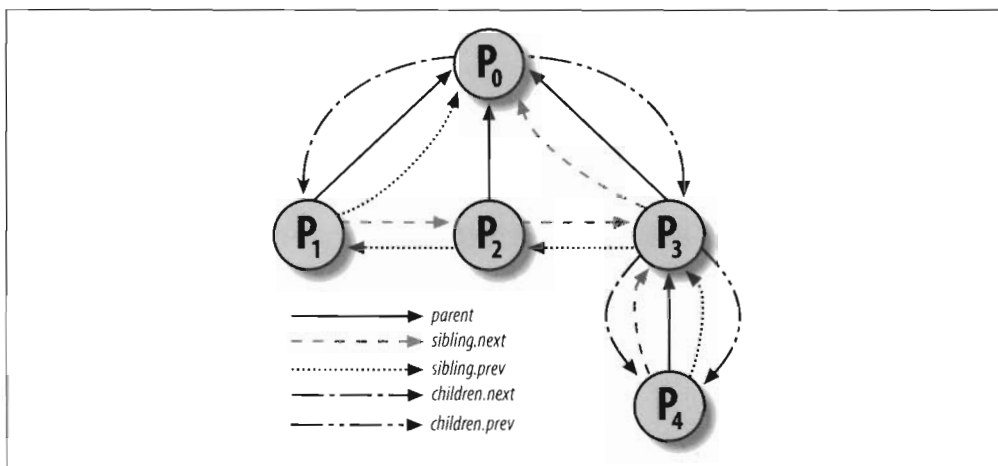 P0
P1 P2 P3
parent
sibling.next
sibling.prev
children.next
children.prev
P4